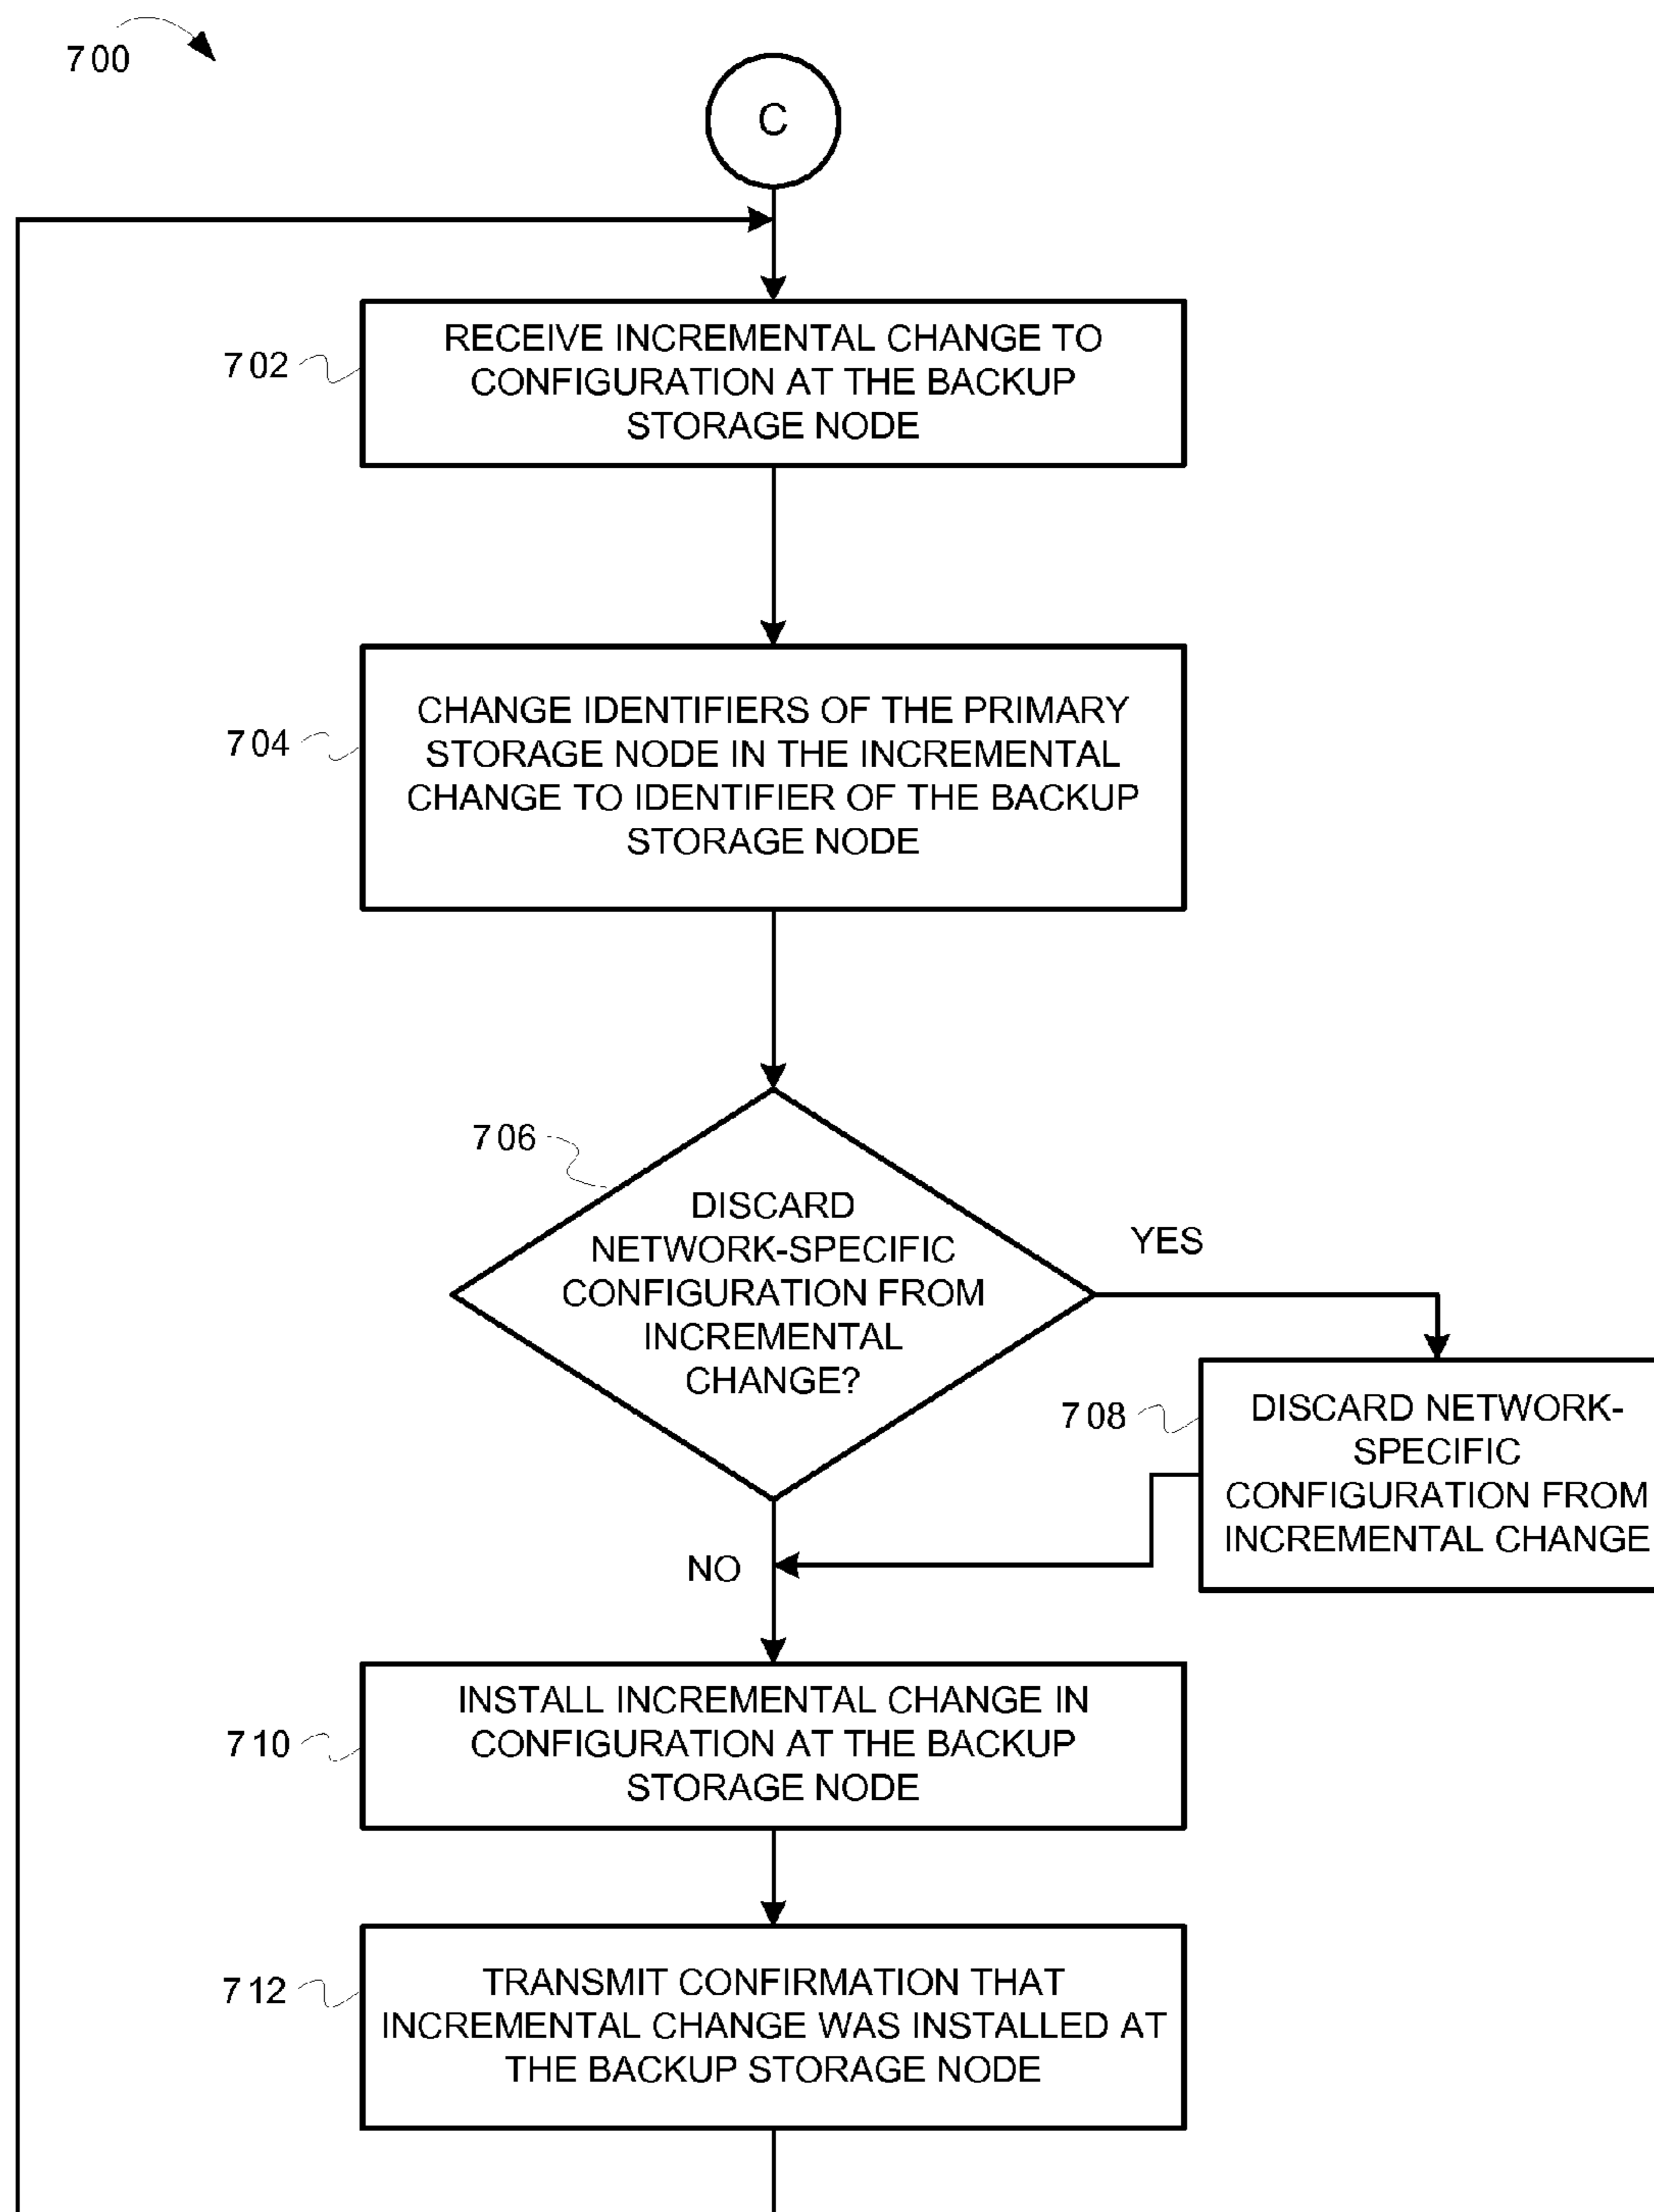 700
C
702
RECEIVE INCREMENTAL CHANGE TO
CONFIGURATION AT THE BACKUP
STORAGE NODE
704
CHANGE IDENTIFIERS OF THE PRIMARY
STORAGE NODE IN THE INCREMENTAL
CHANGE TO IDENTIFIER OF THE BACKUP
STORAGE NODE
706
DISCARD
NETWORK-SPECIFIC
CONFIGURATION FROM
INCREMENTAL
CHANGE?
YES
708
DISCARD NETWORK-
SPECIFIC
CONFIGURATION FROM
INCREMENTAL CHANGE
NO
710
INSTALL INCREMENTAL CHANGE IN
CONFIGURATION AT THE BACKUP
STORAGE NODE
712
TRANSMIT CONFIRMATION THAT
INCREMENTAL CHANGE WAS INSTALLED AT
THE BACKUP STORAGE NODE